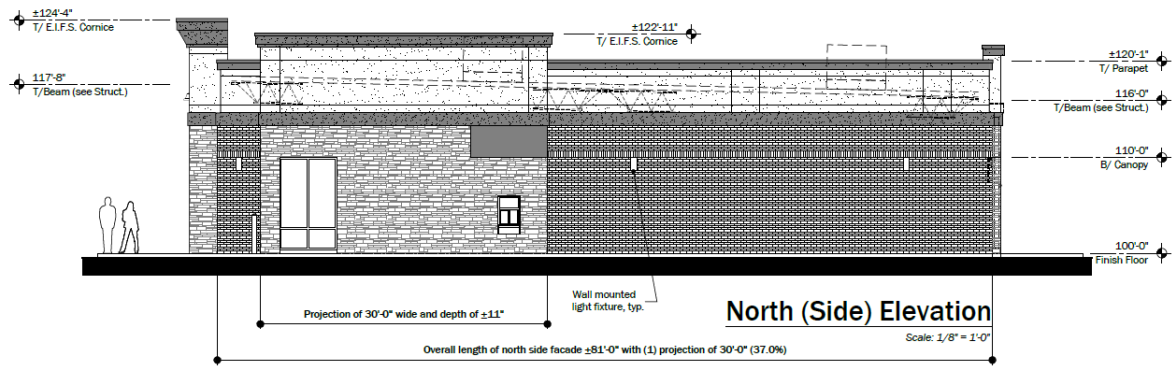 ±124'-4"
T/ E.I.F.S. Cornice
±122'-11"
T/ E.I.F.S. Cornice
±120'-1"
T/ Parapet
117'-8"
T/Beam (see Struct.)
116'-0"
T/Beam (see Struct.)
110'-0"
B/ Canopy
100'-0"
Finish Floor
Wall mounted
light fixture, typ.
Projection of 30'-0" wide and depth of ±11"
North (Side) Elevation
Scale: 1/8" = 1'-0"
Overall length of north side facade ±81'-0" with (1) projection of 30'-0" (37.0%)